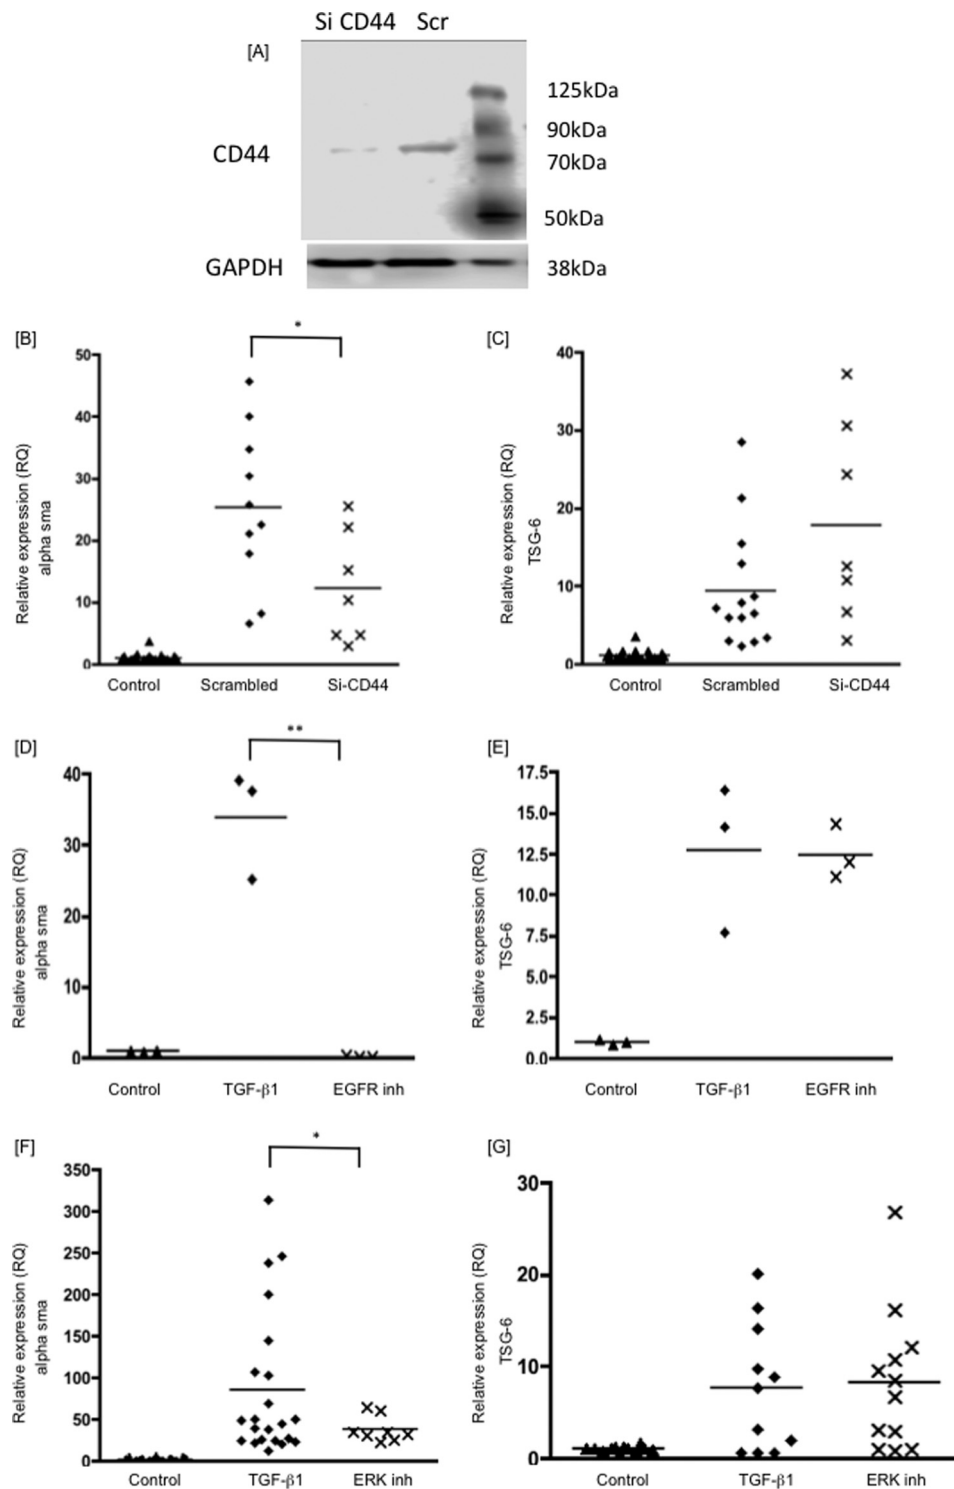 Si CD44 Scr
[A]
125kDa
90kDa
CD44
70kDa
50kDa
GAPDH
38kDa
[B]
*
50
40
30
20
10
0
Relative expression (RQ)
alpha sma
Control Scrambled Si-CD44
[C]
40
30
20
10
0
Relative expression (RQ)
TSG-6
Control Scrambled Si-CD44
[D]
**
40
30
20
10
0
Relative expression (RQ)
alpha sma
Control TGF-β1 EGFR inh
[E]
17.5
15.0
12.5
10.0
7.5
5.0
2.5
0.0
Relative expression (RQ)
TSG-6
Control TGF-β1 EGFR inh
[F]
*
350
300
250
200
150
100
50
0
Relative expression (RQ)
alpha sma
Control TGF-β1 ERK inh
[G]
30
20
10
0
Relative expression (RQ)
TSG-6
Control TGF-β1 ERK inh